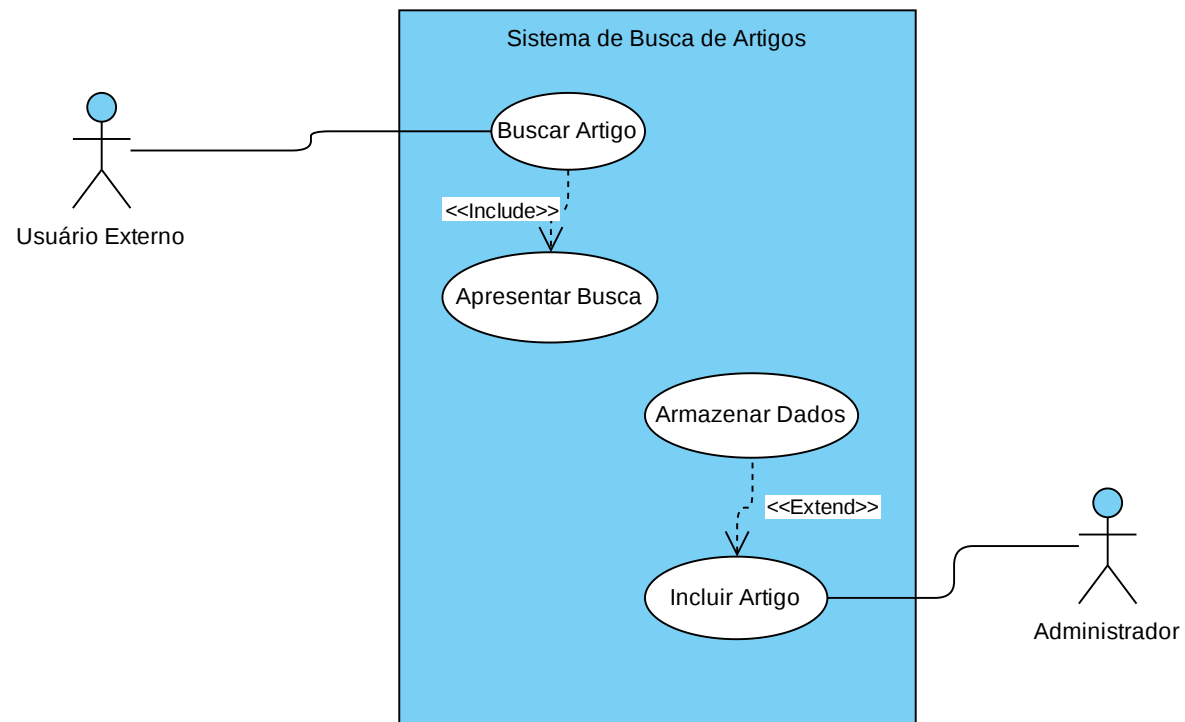 Sistema de Busca de Artigos
Buscar Artigo
<<Include>>
Usuário Externo
Apresentar Busca
Armazenar Dados
<<Extend>>
Incluir Artigo
Administrador